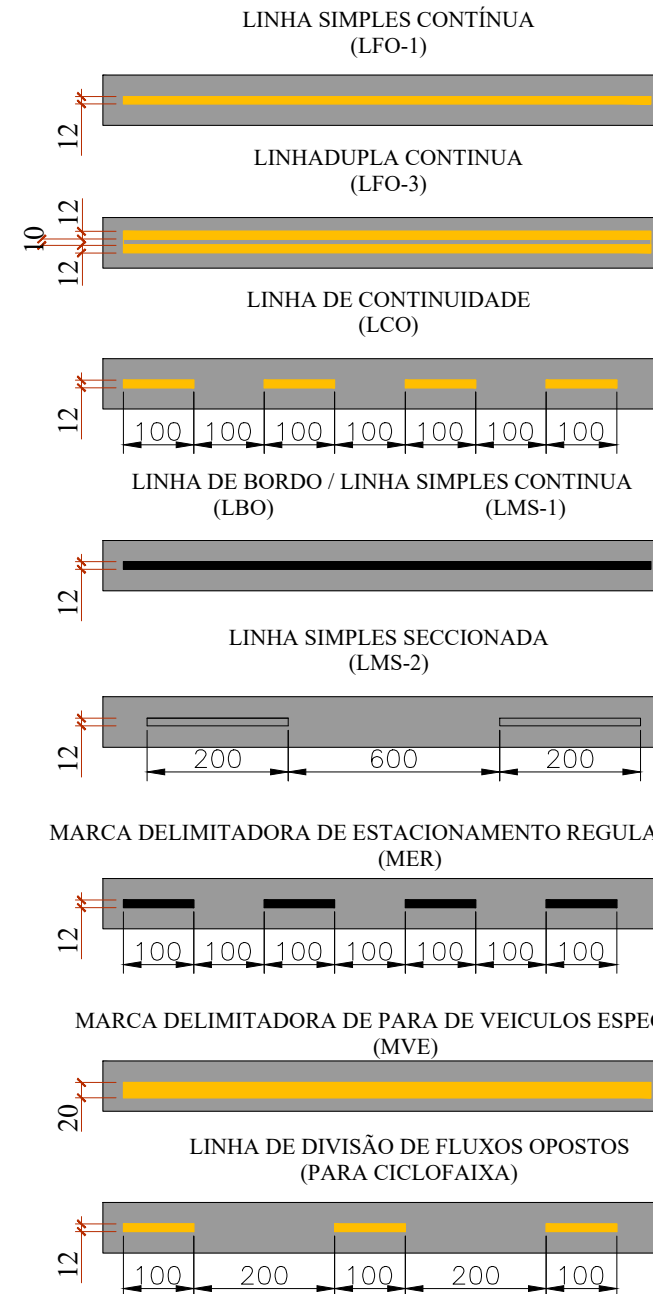 LINHA SIMPLES CONTÍNUA
(LFO-1)
12
LINHADUPLA CONTINUA
(LFO-3)
12
10
12
LINHA DE CONTINUIDADE
(LCO)
12
100 100 100 100 100 100 100
LINHA DE BORDO / LINHA SIMPLES CONTINUA
(LBO) (LMS-1)
12
LINHA SIMPLES SECCIONADA
(LMS-2)
12
200 600 200
MARCA DELIMITADORA DE ESTACIONAMENTO REGULA
(MER)
12
100 100 100 100 100 100 100
MARCA DELIMITADORA DE PARA DE VEICULOS ESPE
(MVE)
20
LINHA DE DIVISÃO DE FLUXOS OPOSTOS
(PARA CICLOFAIXA)
12
100 200 100 200 100